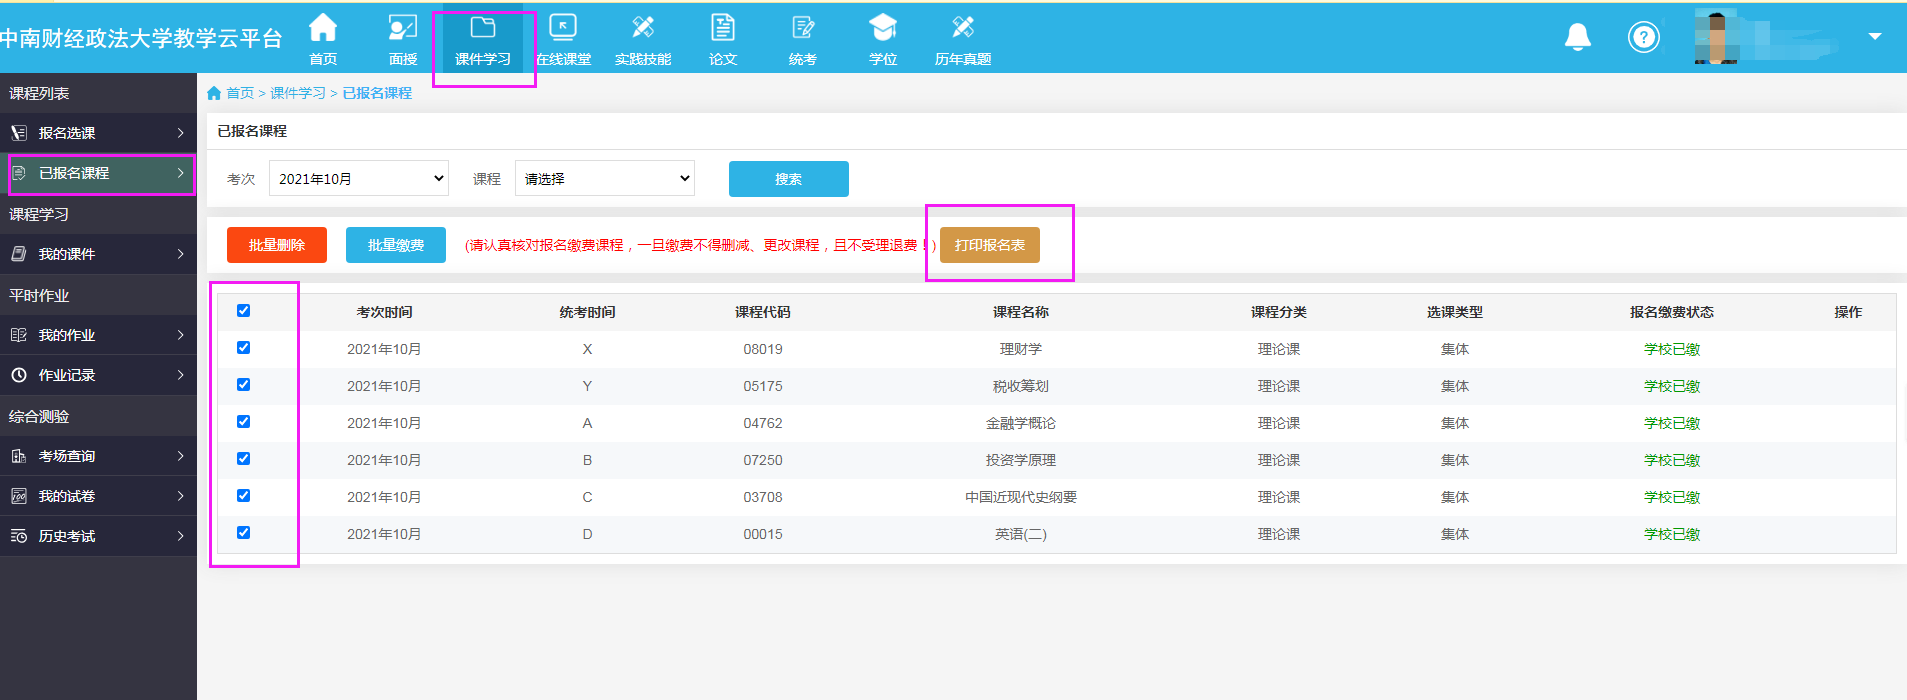 中南财经政法大学教学云平台
首页 面授 课件学习 在线课堂 实践技能 论文 统考 学位 历年真题
课程列表
报名选课
已报名课程
课程学习
我的课件
平时作业
我的作业
作业记录
综合测验
考场查询
我的试卷
历史考试
首页 > 课件学习 > 已报名课程
已报名课程
考次 2021年10月 课程 请选择 搜索
批量删除 批量缴费 (请认真核对报名缴费课程，一旦缴费不得删减、更改课程，且不受理退费！) 打印报名表
考次时间 统考时间 课程代码 课程名称 课程分类 选课类型 报名缴费状态 操作
2021年10月 X 08019 理财学 理论课 集体 学校已缴
2021年10月 Y 05175 税收筹划 理论课 集体 学校已缴
2021年10月 A 04762 金融学概论 理论课 集体 学校已缴
2021年10月 B 07250 投资学原理 理论课 集体 学校已缴
2021年10月 C 03708 中国近现代史纲要 理论课 集体 学校已缴
2021年10月 D 00015 英语(二) 理论课 集体 学校已缴